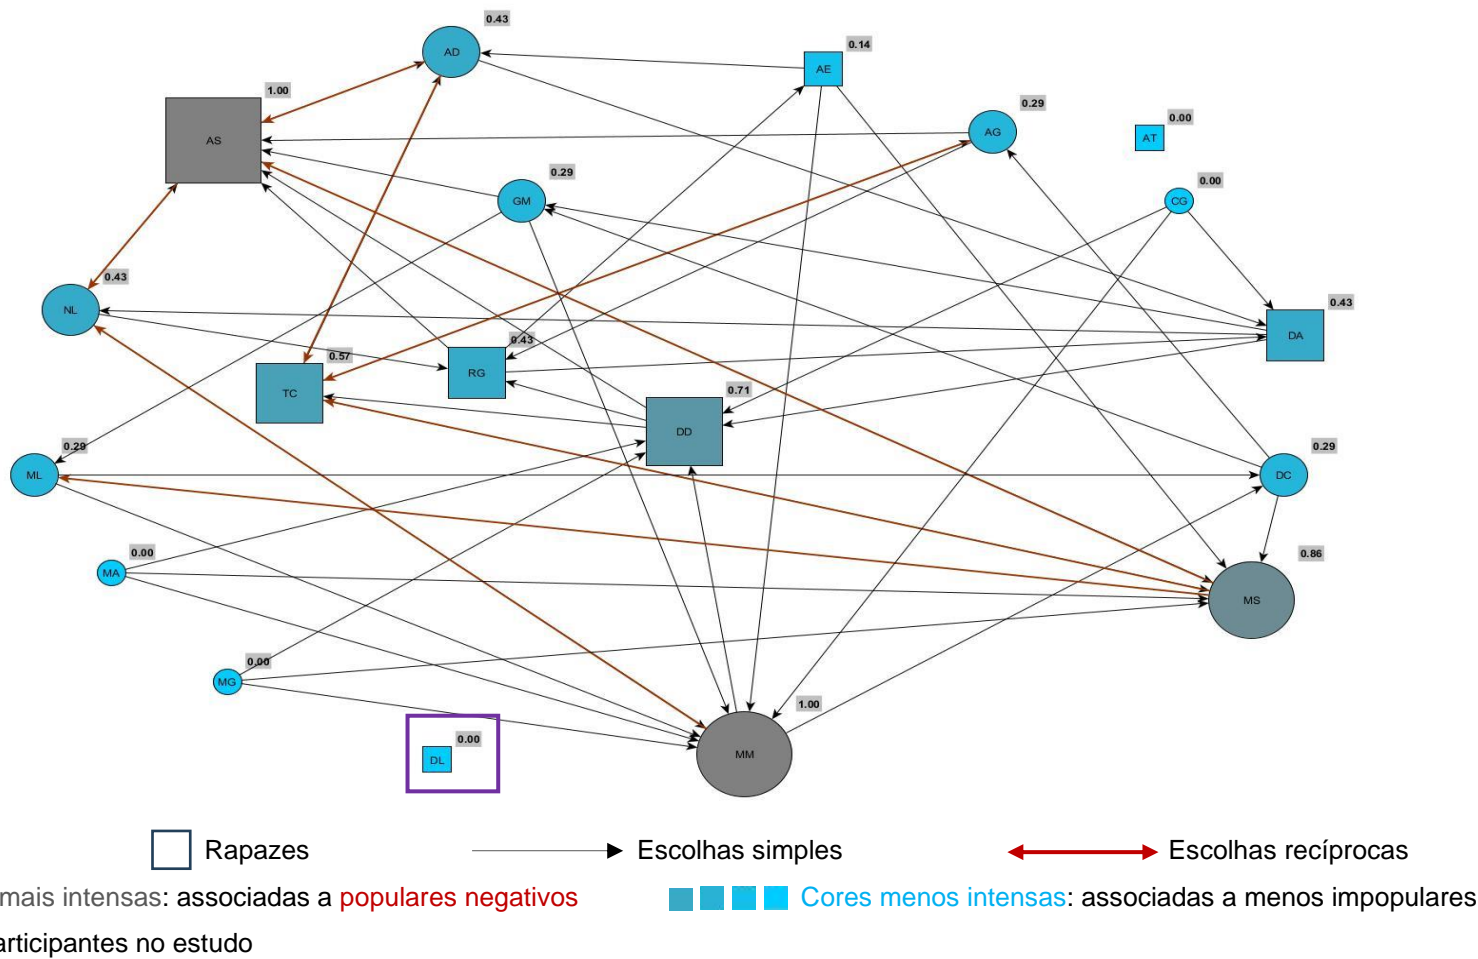 0.43
AD
0.14
AE
1.00
AS
0.29
AG
0.00
AT
0.29
GM
0.00
CG
0.43
NL
0.43
DA
0.57
TC
0.43
RG
0.71
DD
0.29
ML
0.29
DC
0.00
MA
0.86
MS
0.00
MG
1.00
MM
0.00
DL
Rapazes
Escolhas simples
Escolhas recíprocas
mais intensas: associadas a populares negativos
Cores menos intensas: associadas a menos impopulares
articipantes no estudo